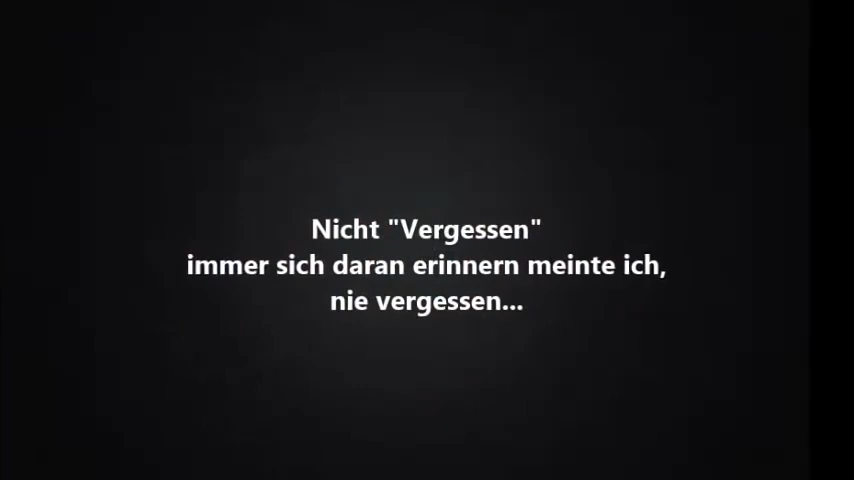 Nicht "Vergessen"
immer sich daran erinnern meinte ich,
nie vergessen...